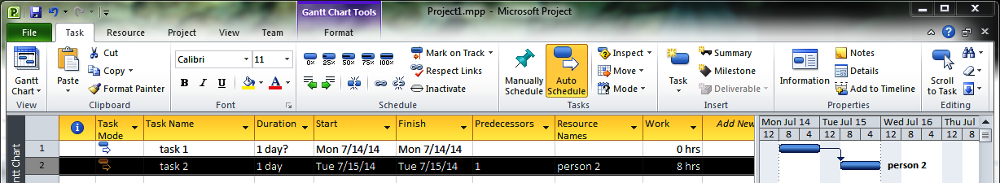 Gantt Chart Tools
Project1.mpp - Microsoft Project
File Task Resource Project View Team Format
Cut
Copy
Format Painter
Paste
Gantt
Chart
View
Clipboard
Calibri 11
B I U A
Font
0% 25% 50% 75% 100%
Mark on Track
Respect Links
Inactivate
Schedule
Manually
Schedule
Auto
Schedule
Inspect
Move
Mode
Tasks
Task
Summary
Milestone
Deliverable
Insert
Information
Notes
Details
Add to Timeline
Properties
Scroll
to Task
Editing
Task
Mode
Task Name
Duration
Start
Finish
Predecessors
Resource
Names
Work
Add New
Mon Jul 14 Tue Jul 15 Wed Jul 16 Thu Jul
12 8 4 12 8 4 12 8 4 12 8
1 task 1 1 day? Mon 7/14/14 Mon 7/14/14 0 hrs
2 task 2 1 day Tue 7/15/14 Tue 7/15/14 1 person 2 8 hrs
person 2
ntt Chart